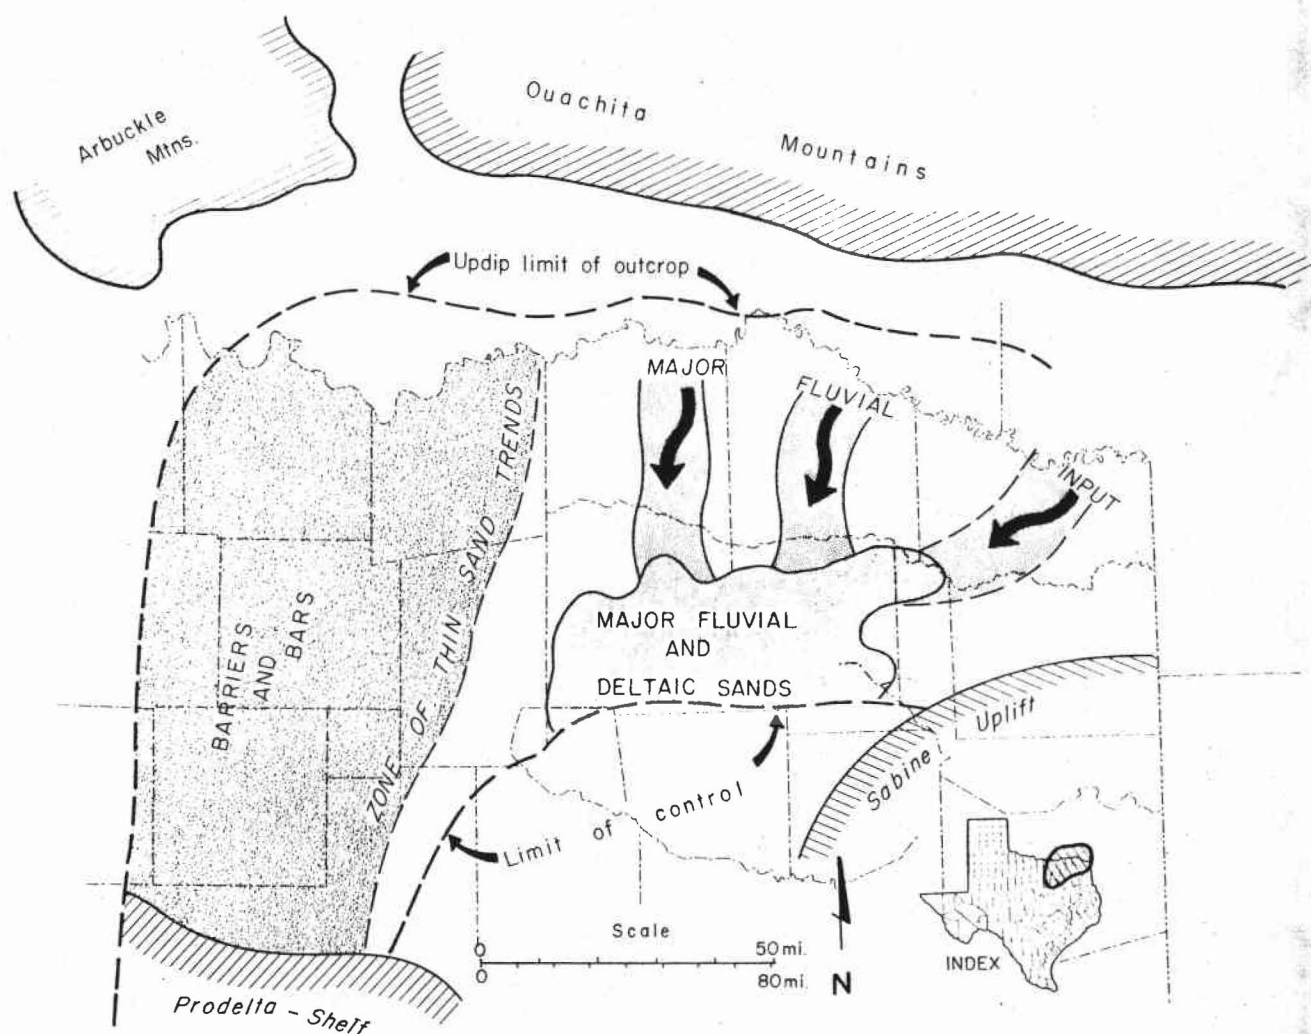 Ouachita
Mountains
Arbuckle
Mtns.
Updip limit of outcrop
MAJOR
FLUVIAL
INPUT
ZONE OF THIN SAND TRENDS
BARRIERS
AND
BARS
MAJOR FLUVIAL
AND
DELTAIC SANDS
Sabine Uplift
Limit of control
Scale
0 50 mi.
0 80 mi.
N
INDEX
Prodelta - Shelf